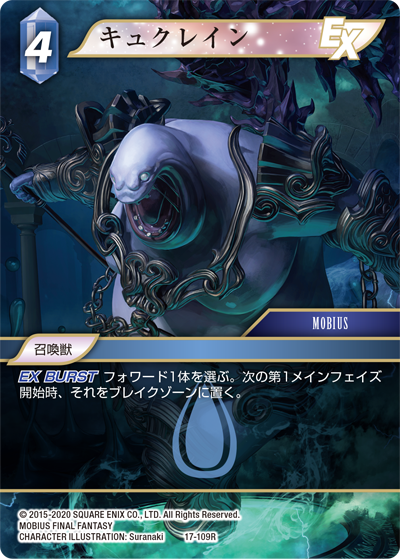 4
キュクレイン
EX
MOBIUS
召喚獣
EX BURST フォワード1体を選ぶ。次の第1メインフェイズ
開始時、それをブレイクゾーンに置く。
© 2015-2020 SQUARE ENIX CO., LTD. All Rights Reserved.
MOBIUS FINAL FANTASY
CHARACTER ILLUSTRATION: Suranaki 17-109R